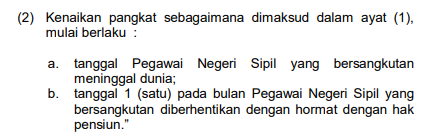 (2) Kenaikan pangkat sebagaimana dimaksud dalam ayat (1),
mulai berlaku :
a. tanggal Pegawai Negeri Sipil yang bersangkutan
meninggal dunia;
b. tanggal 1 (satu) pada bulan Pegawai Negeri Sipil yang
bersangkutan diberhentikan dengan hormat dengan hak
pensiun."